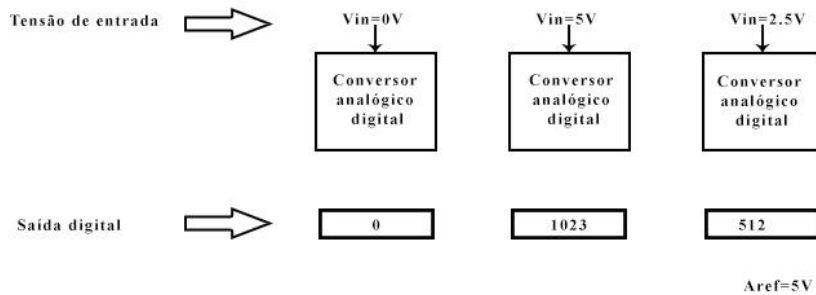 Tensão de entrada
Vin=0V
Vin=5V
Vin=2.5V
Conversor
analógico
digital
Conversor
analógico
digital
Conversor
analógico
digital
Saída digital
0
1023
512
Aref=5V